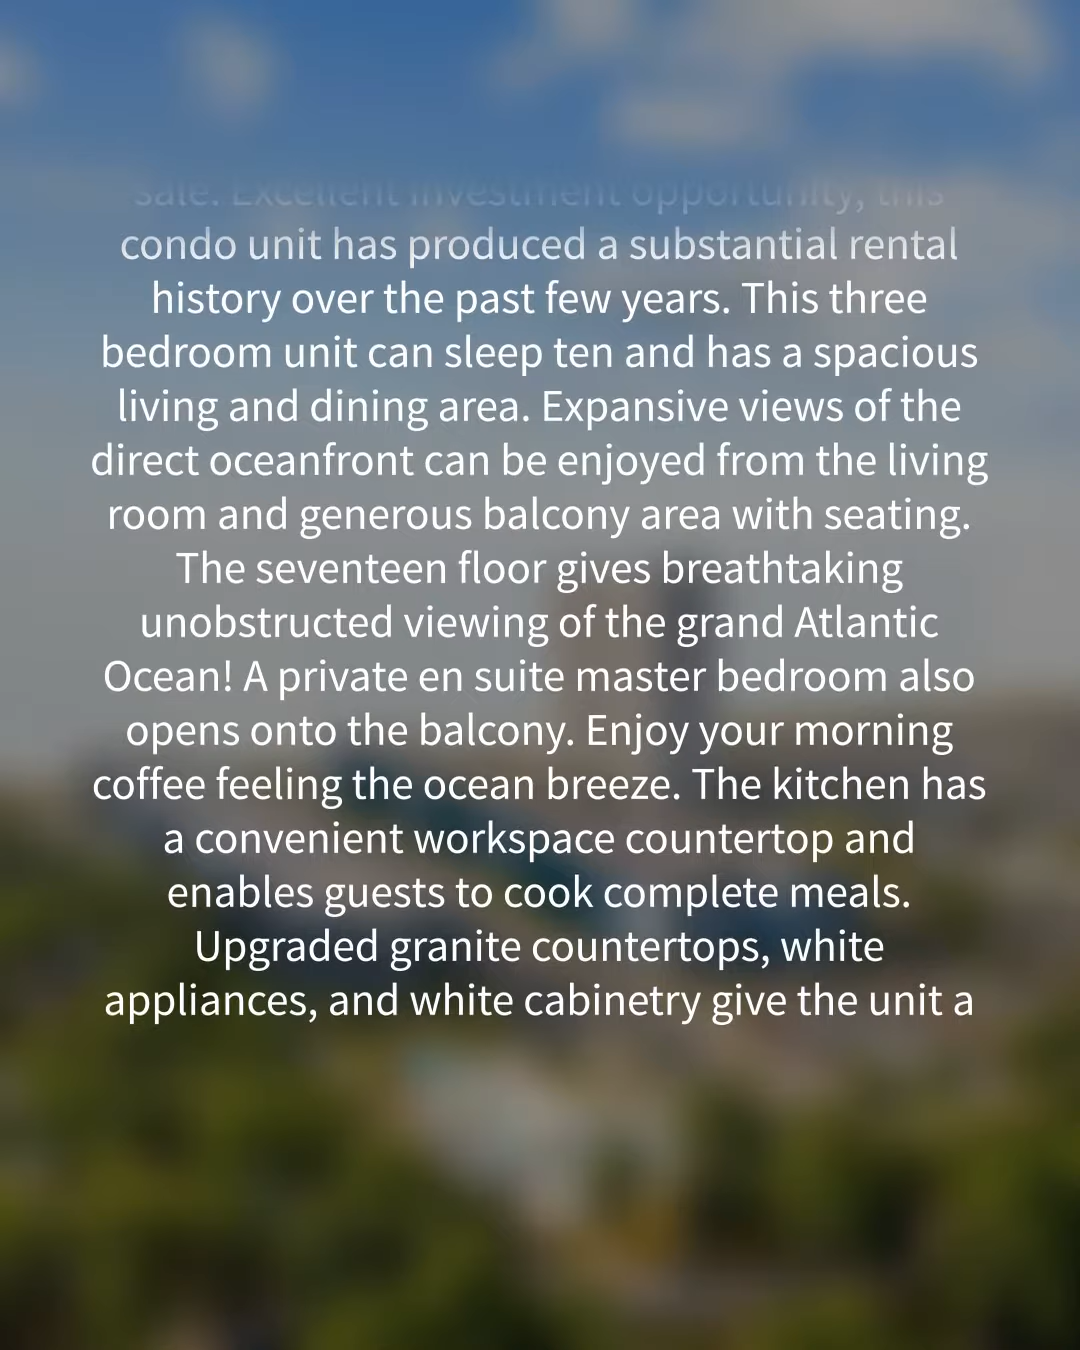 sale. Excellent investment opportunity, this
condo unit has produced a substantial rental
history over the past few years. This three
bedroom unit can sleep ten and has a spacious
living and dining area. Expansive views of the
direct oceanfront can be enjoyed from the living
room and generous balcony area with seating.
The seventeen floor gives breathtaking
unobstructed viewing of the grand Atlantic
Ocean! A private en suite master bedroom also
opens onto the balcony. Enjoy your morning
coffee feeling the ocean breeze. The kitchen has
a convenient workspace countertop and
enables guests to cook complete meals.
Upgraded granite countertops, white
appliances, and white cabinetry give the unit a